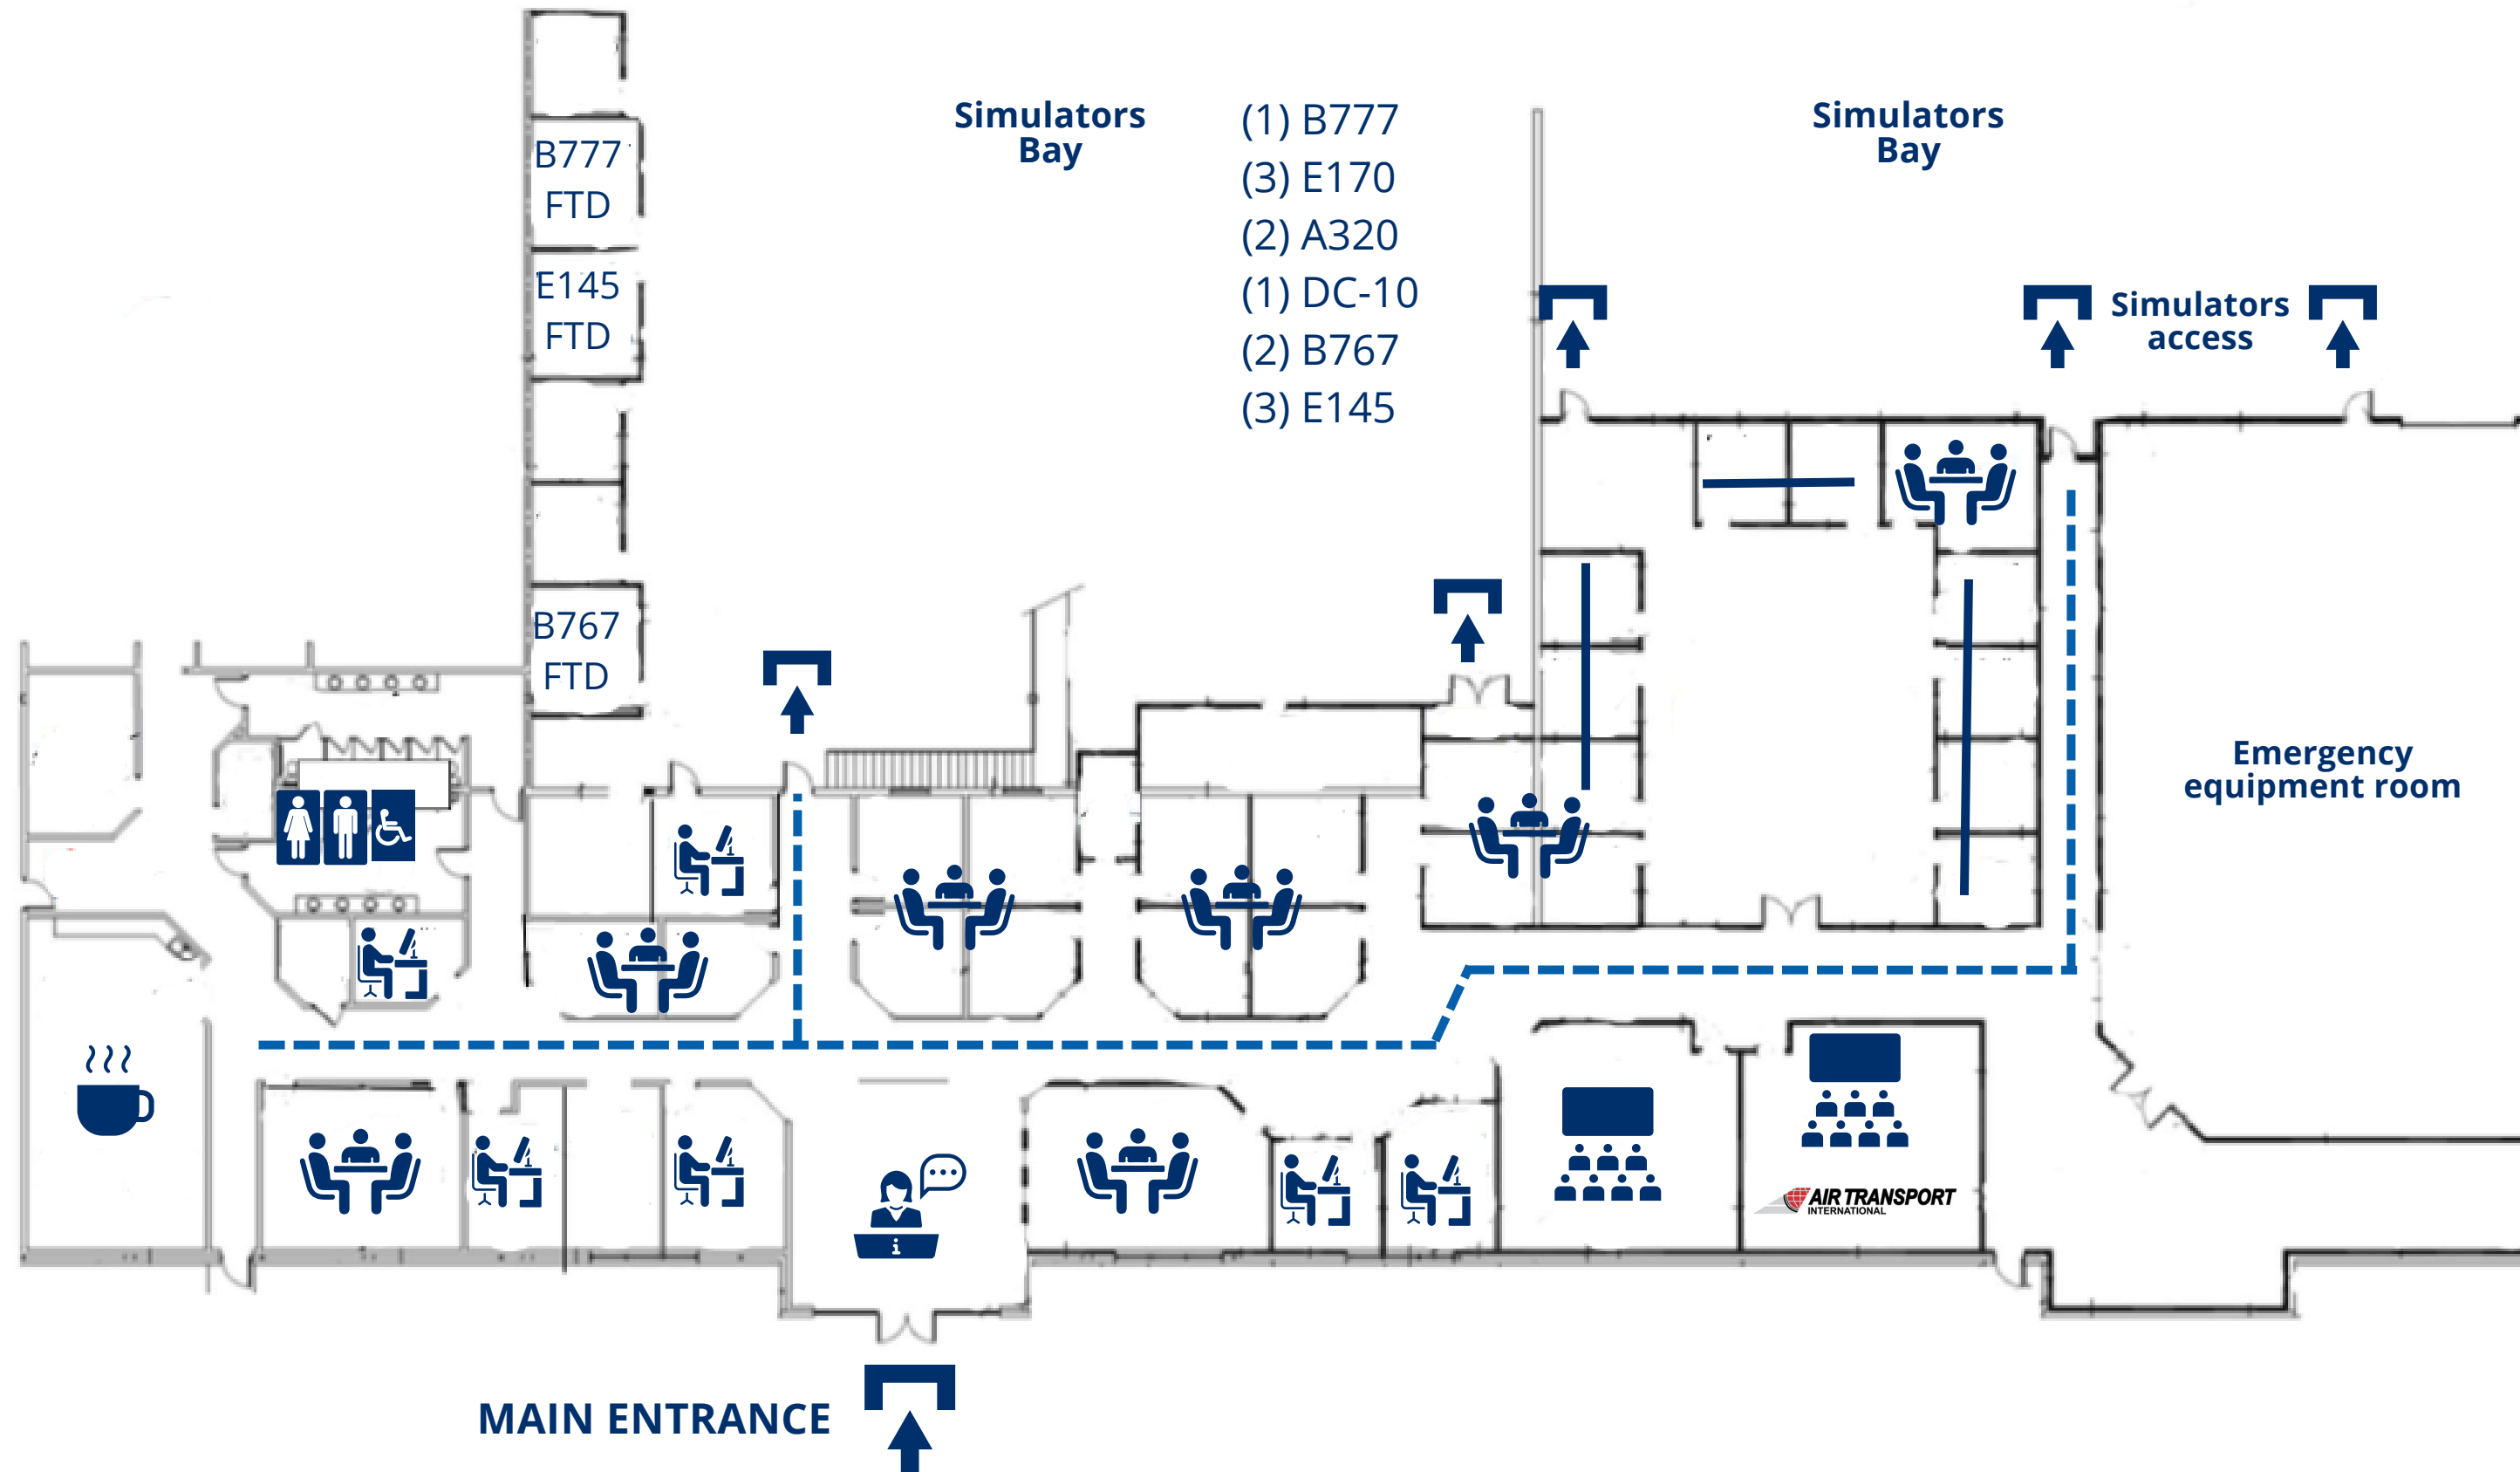 Simulators
Bay
(1) B777
(3) E170
(2) A320
(1) DC-10
(2) B767
(3) E145
Simulators
Bay
B777
FTD
E145
FTD
B767
FTD
Simulators
access
Emergency
equipment room
i
AIR TRANSPORT
INTERNATIONAL
MAIN ENTRANCE